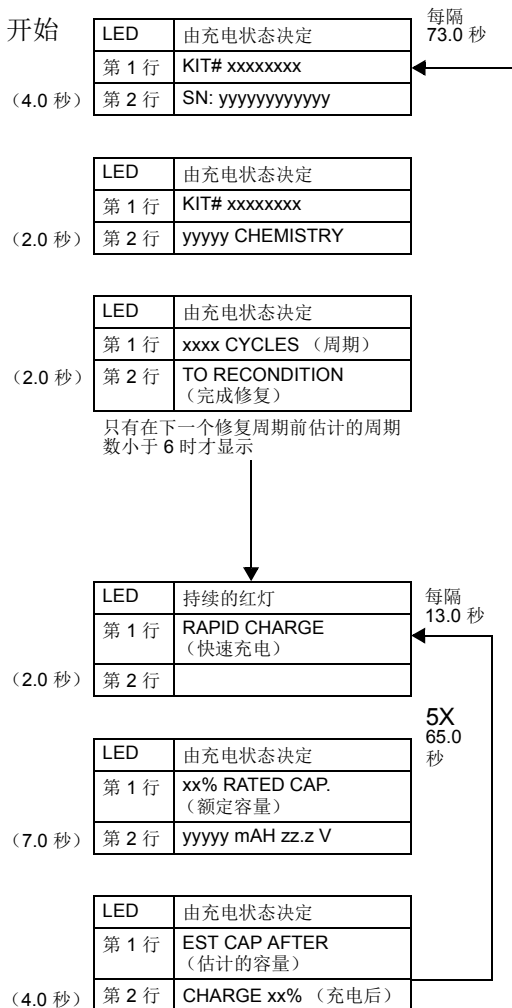 开始
每隔
73.0 秒
LED 由充电状态决定
第 1 行 KIT# xxxxxxxx
（4.0 秒） 第 2 行 SN: yyyyyyyyyyyy
LED 由充电状态决定
第 1 行 KIT# xxxxxxxx
（2.0 秒） 第 2 行 yyyyy CHEMISTRY
LED 由充电状态决定
第 1 行 xxxx CYCLES （周期）
（2.0 秒） 第 2 行 TO RECONDITION
（完成修复）
只有在下一个修复周期前估计的周期
数小于 6 时才显示
每隔
13.0 秒
LED 持续的红灯
第 1 行 RAPID CHARGE
（快速充电）
（2.0 秒） 第 2 行
5X
65.0
秒
LED 由充电状态决定
第 1 行 xx% RATED CAP.
（额定容量）
（7.0 秒） 第 2 行 yyyyy mAH zz.z V
LED 由充电状态决定
第 1 行 EST CAP AFTER
（估计的容量）
（4.0 秒） 第 2 行 CHARGE xx% （充电后）